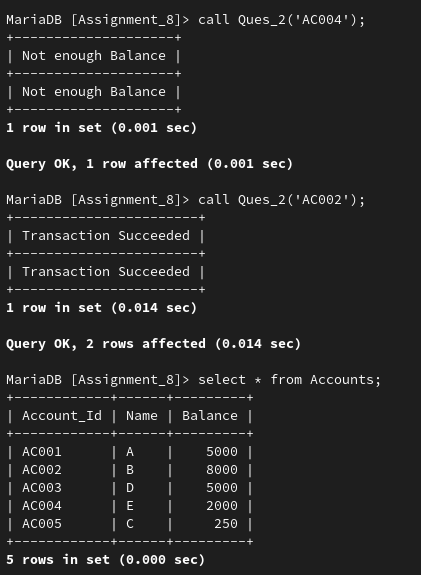 MariaDB [Assignment_8]> call Ques_2('AC004');
+--------------------+
| Not enough Balance |
+--------------------+
| Not enough Balance |
+--------------------+
1 row in set (0.001 sec)

Query OK, 1 row affected (0.001 sec)

MariaDB [Assignment_8]> call Ques_2('AC002');
+-----------------------+
| Transaction Succeeded |
+-----------------------+
| Transaction Succeeded |
+-----------------------+
1 row in set (0.014 sec)

Query OK, 2 rows affected (0.014 sec)

MariaDB [Assignment_8]> select * from Accounts;
+------------+------+---------+
| Account_Id | Name | Balance |
+------------+------+---------+
| AC001      | A    |    5000 |
| AC002      | B    |    8000 |
| AC003      | D    |    5000 |
| AC004      | E    |    2000 |
| AC005      | C    |     250 |
+------------+------+---------+
5 rows in set (0.000 sec)